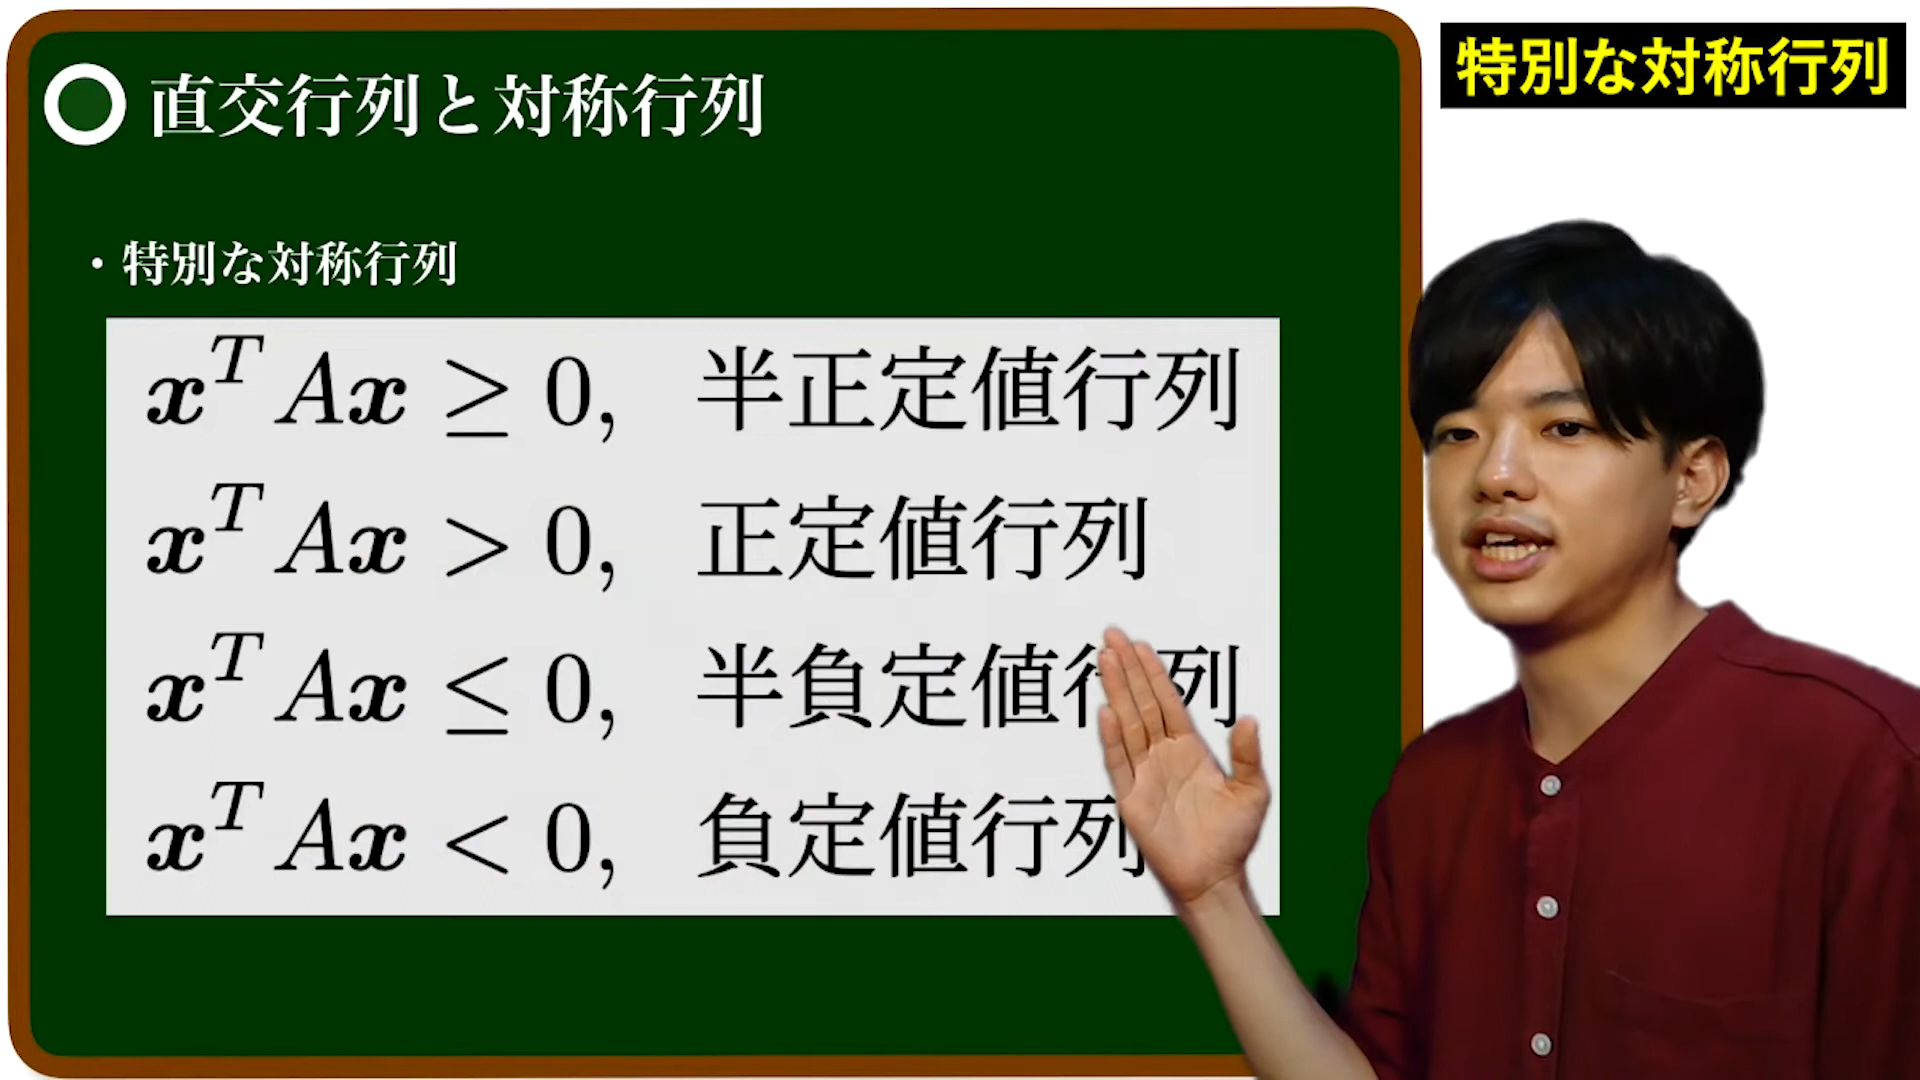 直交行列と対称行列
特別な対称行列
・特別な対称行列
x^T Ax ≥ 0, 半正定値行列
x^T Ax > 0, 正定値行列
x^T Ax ≤ 0, 半負定値行列
x^T Ax < 0, 負定値行列